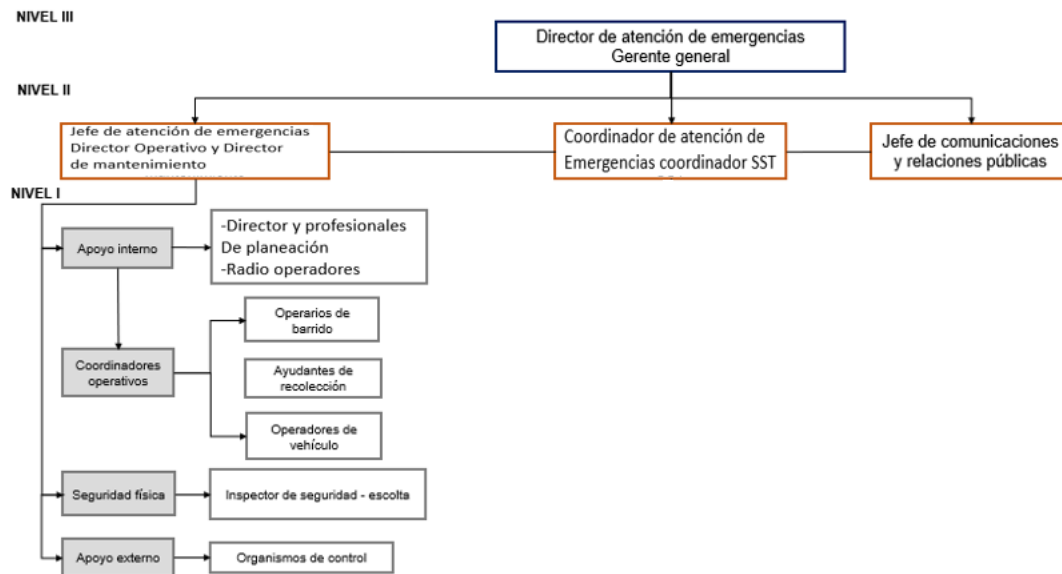 NIVEL III
Director de atención de emergencias
Gerente general
NIVEL II
Jefe de atención de emergencias
Director Operativo y Director
de mantenimiento
Coordinador de atención de
Emergencias coordinador SST
Jefe de comunicaciones
y relaciones públicas
NIVEL I
Apoyo interno
-Director y profesionales
De planeación
-Radio operadores
Operarios de
barrido
Coordinadores
operativos
Ayudantes de
recolección
Operadores de
vehículo
Seguridad física
Inspector de seguridad - escolta
Apoyo externo
Organismos de control